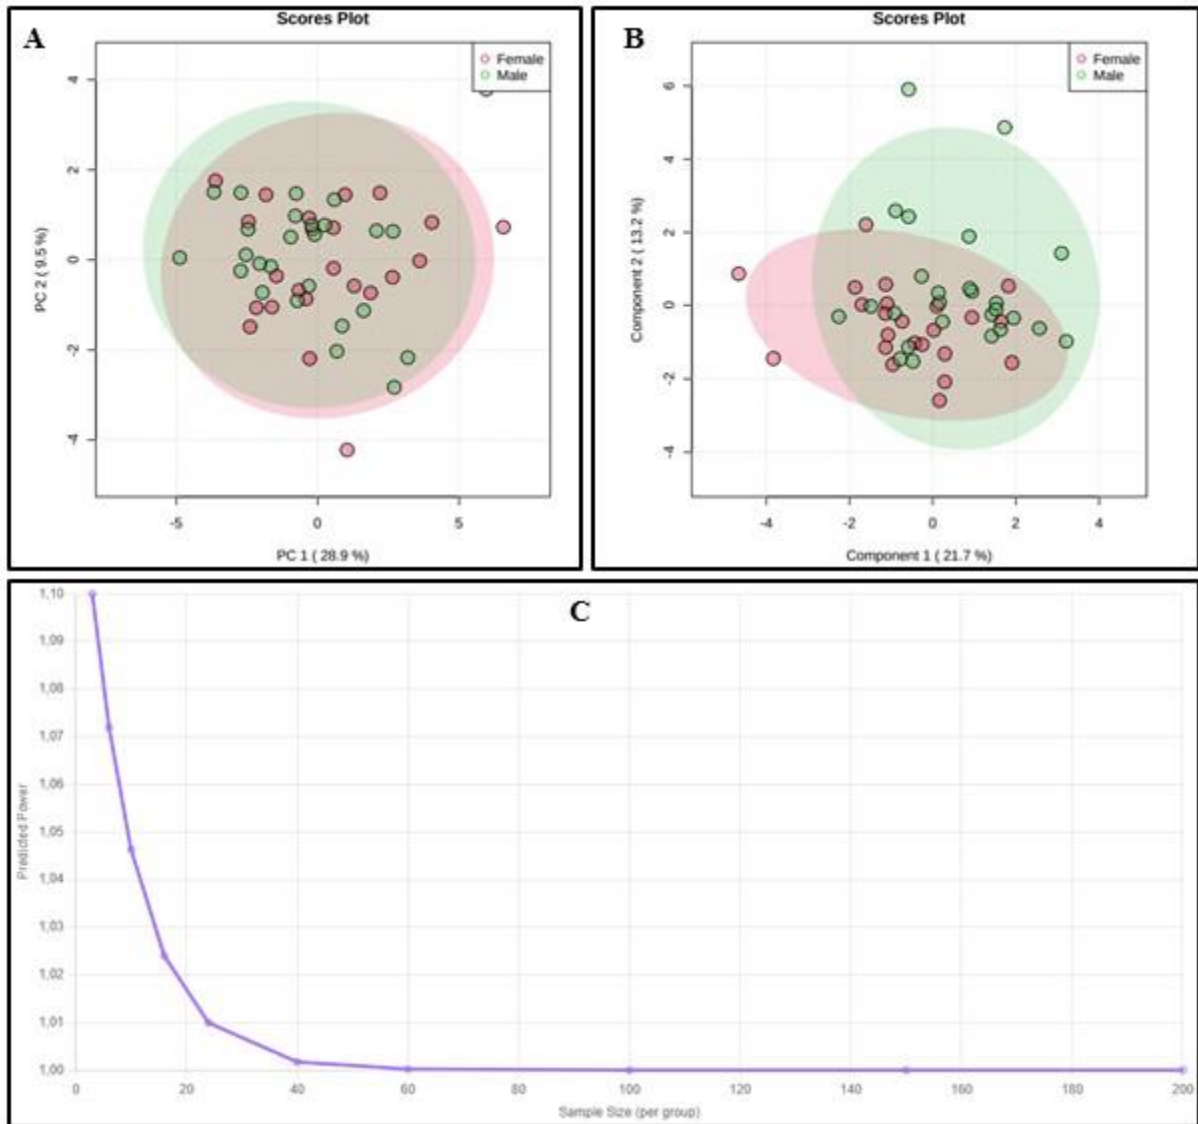 A
Scores Plot
Female
Male
4
2
0
-2
-4
PC 2 ( 9.5 %)
-5
0
5
PC 1 ( 28.9 %)
B
Scores Plot
Female
Male
6
4
2
0
-2
-4
Component 2 ( 13.2 %)
-4
-2
0
2
4
Component 1 ( 21.7 %)
C
1,10
1,09
1,08
1,07
1,06
1,05
1,04
1,03
1,02
1,01
1,00
Predicted Power
0
20
40
60
80
100
120
140
160
180
200
Sample Size (per group)